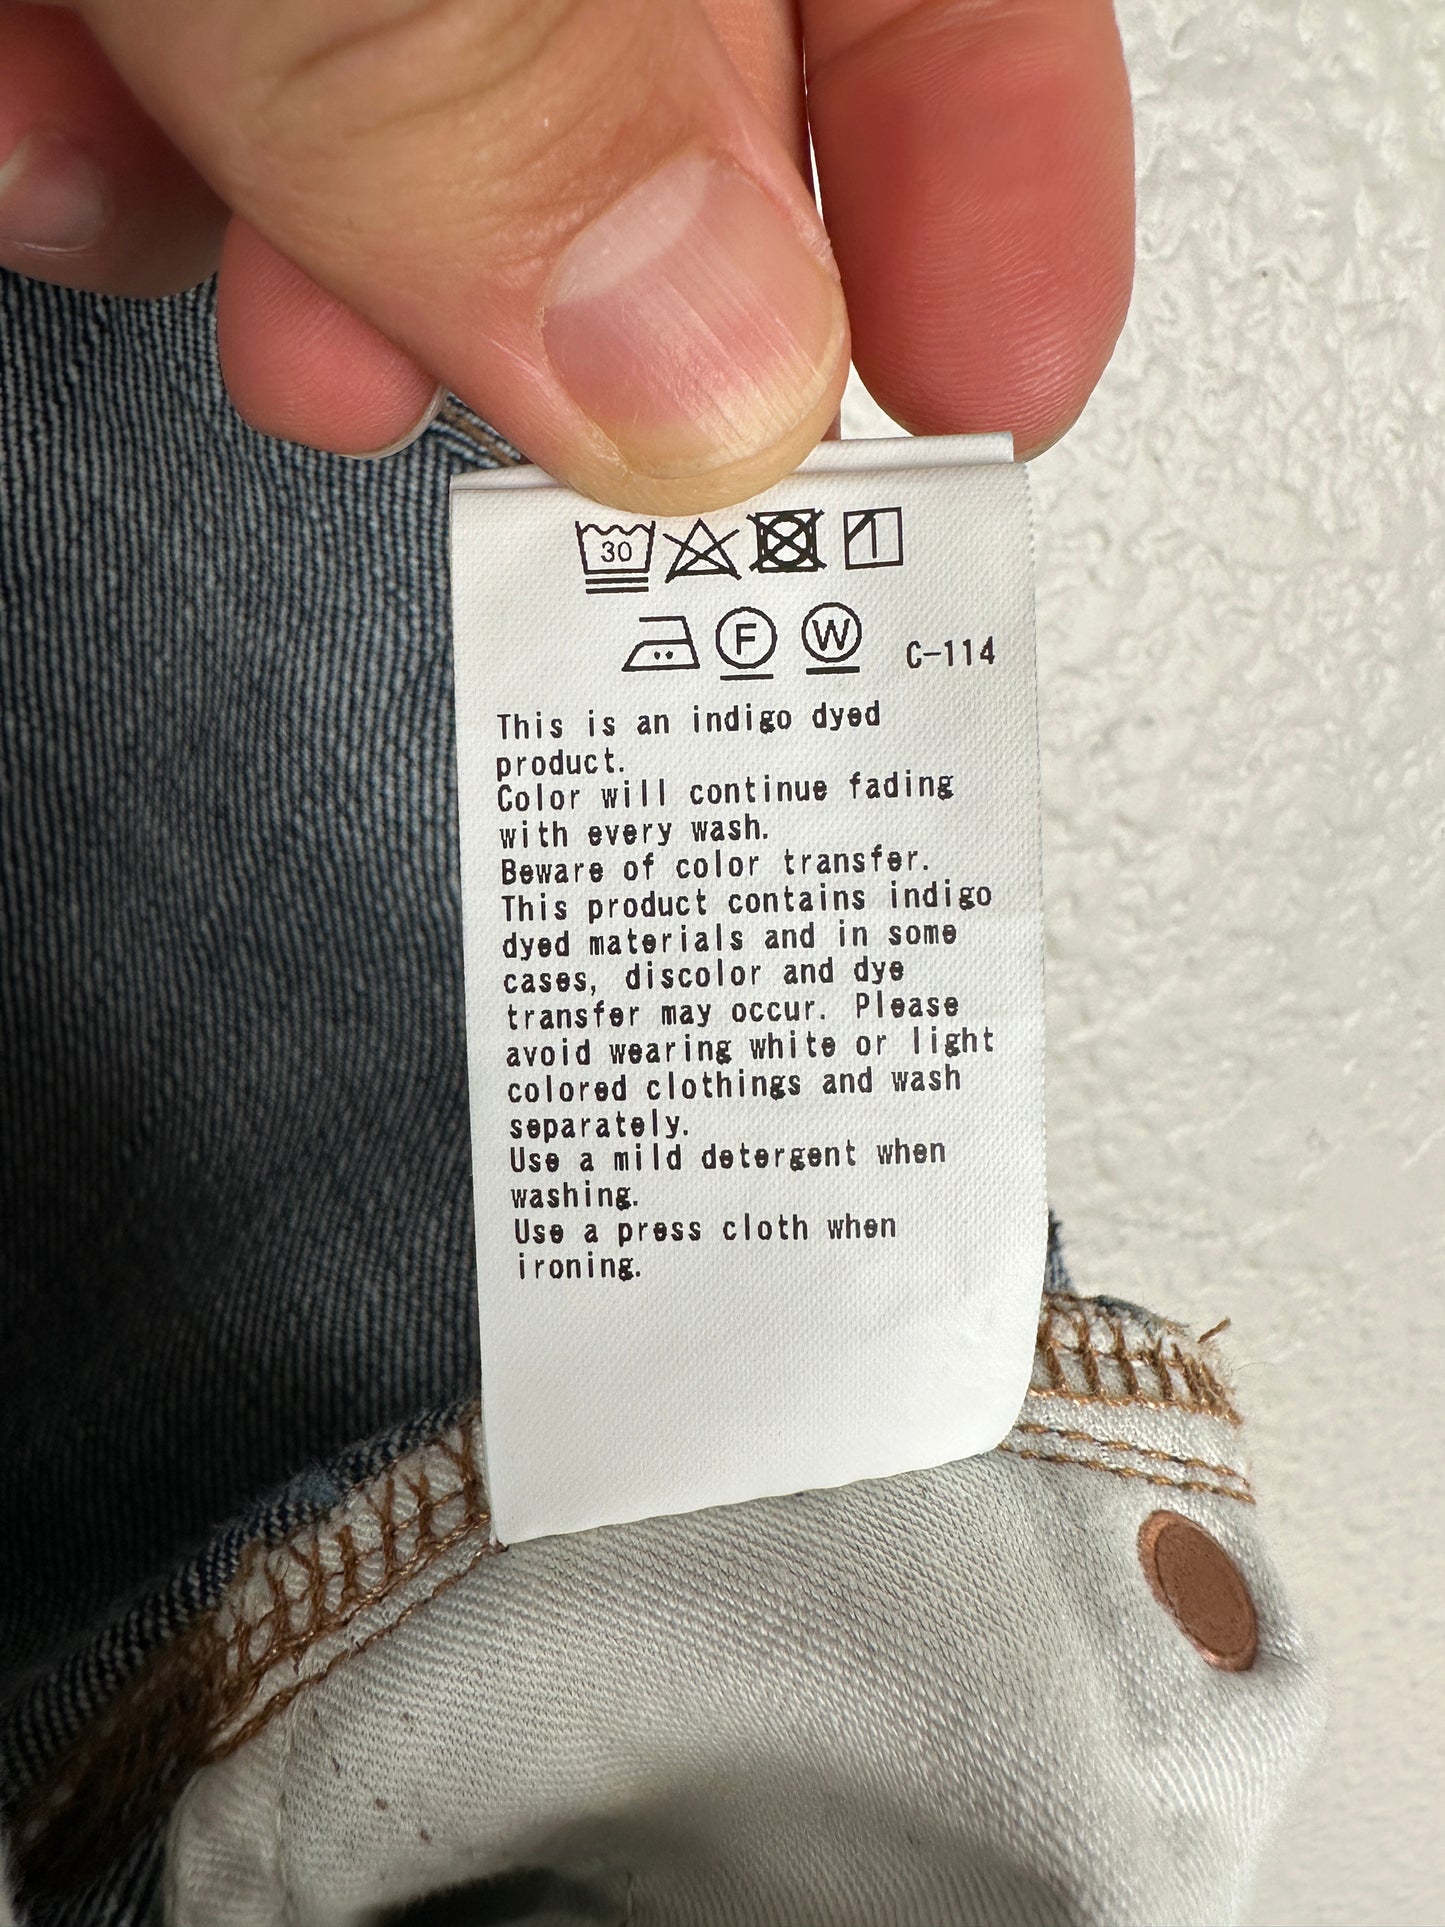 30
F W C-114
This is an indigo dyed
product.
Color will continue fading
with every wash.
Beware of color transfer.
This product contains indigo
dyed materials and in some
cases, discolor and dye
transfer may occur. Please
avoid wearing white or light
colored clothings and wash
separately.
Use a mild detergent when
washing.
Use a press cloth when
ironing.